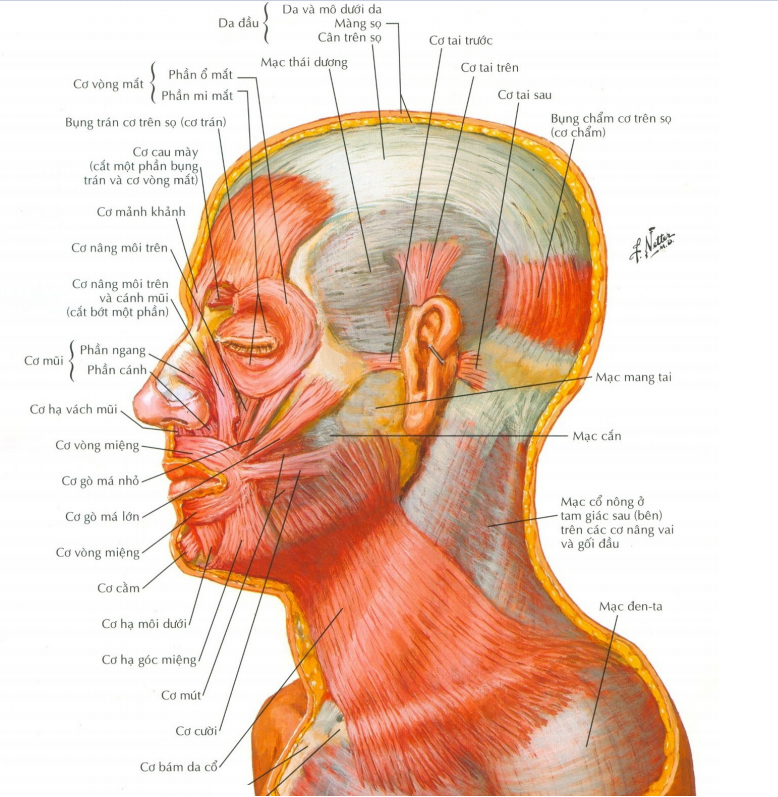 Da đầu
Da và mô dưới da
Màng sọ
Cân trên sọ
Cơ tai trước
Mạc thái dương
Cơ tai trên
Cơ vòng mắt
Phần ổ mắt
Phần mi mắt
Cơ tai sau
Bụng trán cơ trên sọ (cơ trán)
Bụng chẩm cơ trên sọ
(cơ chẩm)
Cơ cau mày
(cắt một phần bụng
trán và cơ vòng mắt)
Cơ mảnh khảnh
Cơ nâng môi trên
Cơ nâng môi trên
và cánh mũi
(cắt bớt một phần)
Cơ mũi
Phần ngang
Phần cánh
Mạc mang tai
Cơ hạ vách mũi
Cơ vòng miệng
Mạc cắn
Cơ gò má nhỏ
Cơ gò má lớn
Mạc cổ nông ở
tam giác sau (bên)
trên các cơ nâng vai
và gối đầu
Cơ vòng miệng
Cơ cằm
Mạc đen-ta
Cơ hạ môi dưới
Cơ hạ góc miệng
Cơ mút
Cơ cười
Cơ bám da cổ
F. Netter
M.D.